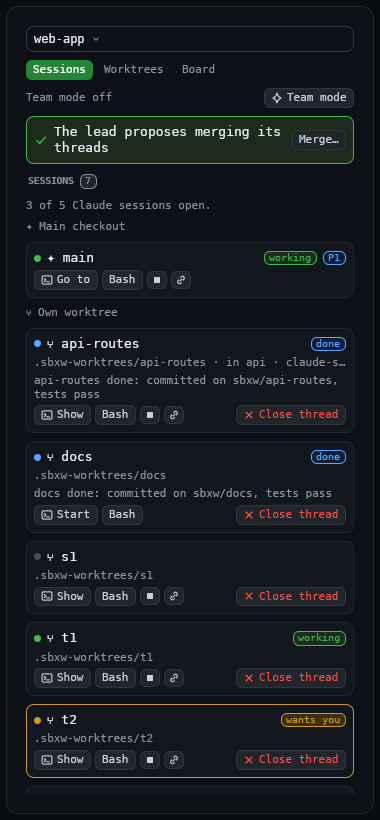 web-app
Sessions Worktrees Board
Team mode off Team mode
The lead proposes merging its
threads
Merge…
SESSIONS 7
3 of 5 Claude sessions open.
Main checkout
main working P1
Go to Bash
Own worktree
api-routes done
.sbxw-worktrees/api-routes · in api · claude-s…
api-routes done: committed on sbxw/api-routes,
tests pass
Show Bash Close thread
docs done
.sbxw-worktrees/docs
docs done: committed on sbxw/docs, tests pass
Start Bash Close thread
s1
.sbxw-worktrees/s1
Show Bash Close thread
t1 working
.sbxw-worktrees/t1
Show Bash Close thread
t2 wants you
.sbxw-worktrees/t2
Show Bash Close thread